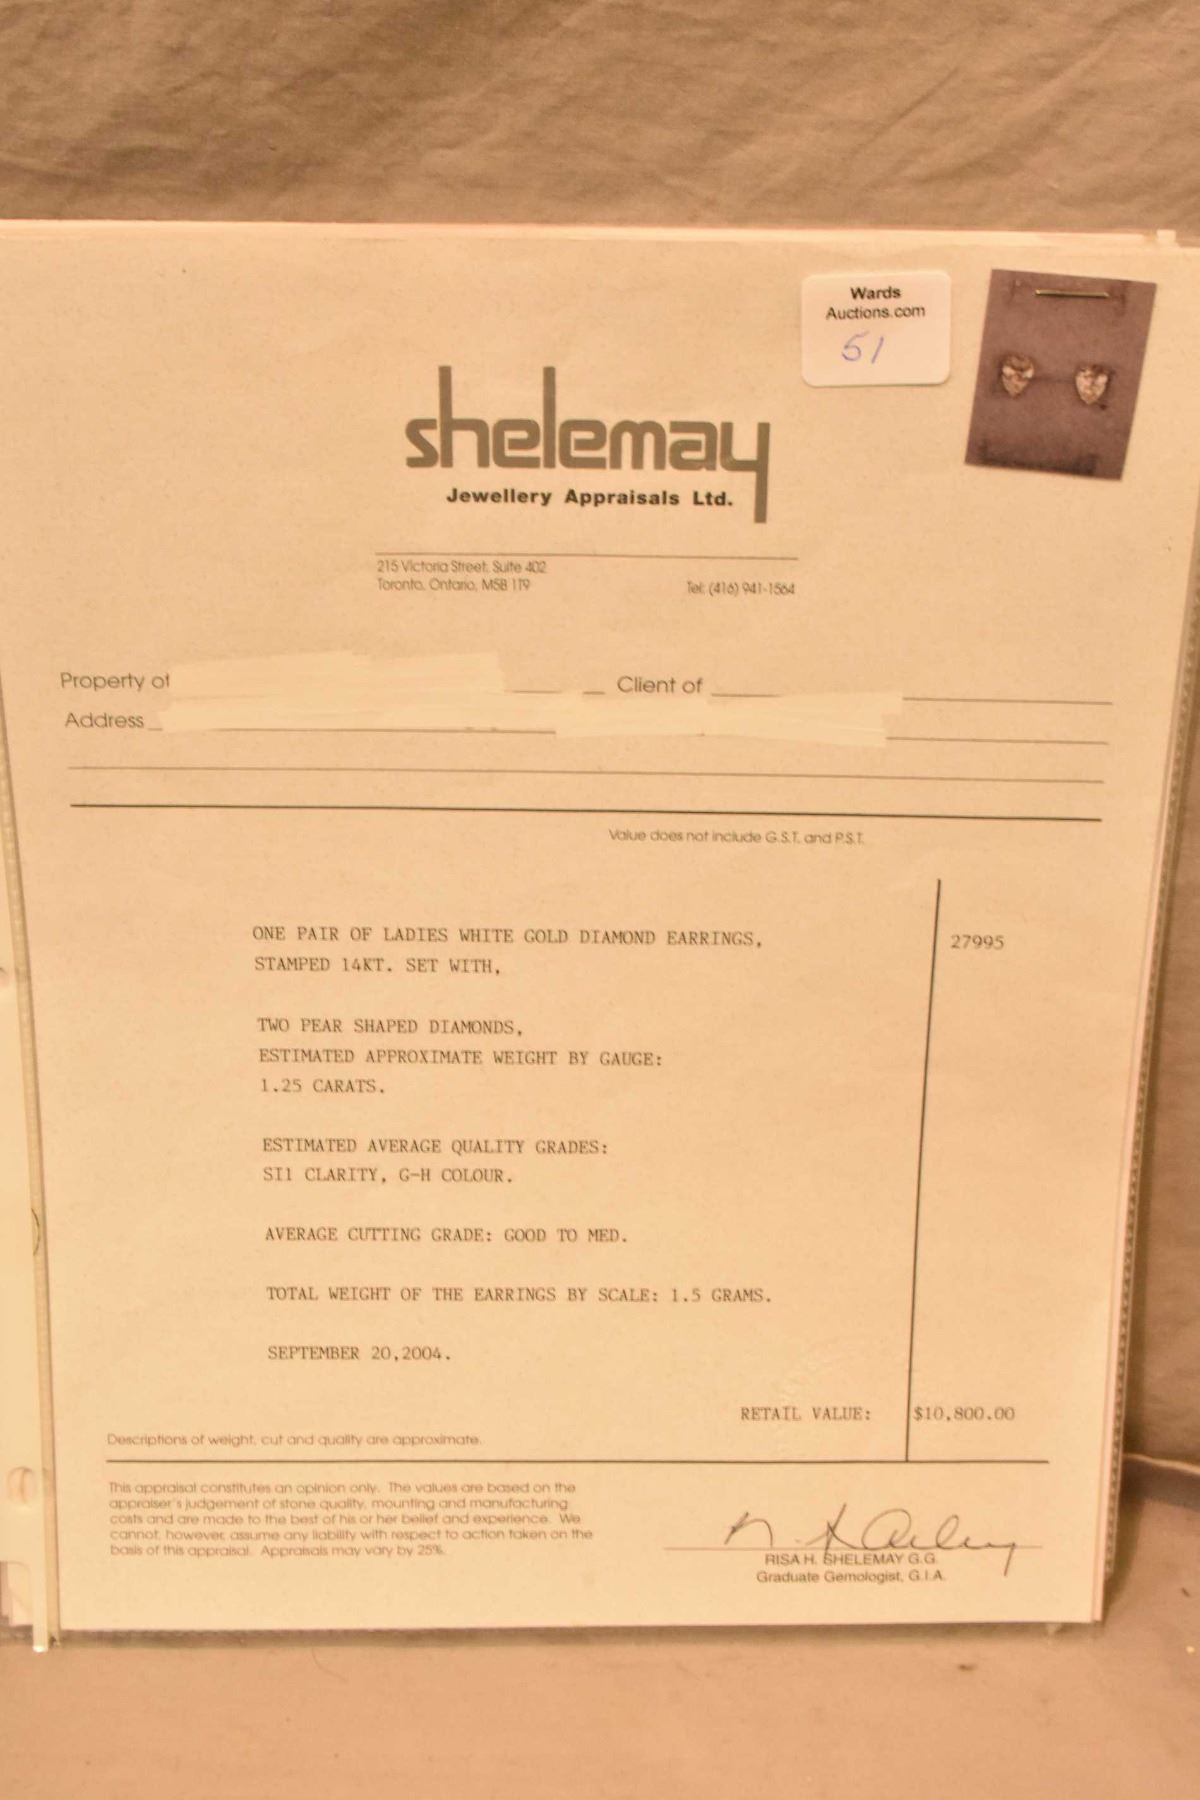 Wards
Auctions.com
51
shelemay
Jewellery Appraisals Ltd.
215 Victoria Street, Suite 402
Toronto, Ontario, M5B 1T9
Tel: (416) 941-1564
Property of
Client of
Address
Value does not include G.S.T. and P.S.T.
ONE PAIR OF LADIES WHITE GOLD DIAMOND EARRINGS,
27995
STAMPED 14KT. SET WITH,
TWO PEAR SHAPED DIAMONDS,
ESTIMATED APPROXIMATE WEIGHT BY GAUGE:
1.25 CARATS.
ESTIMATED AVERAGE QUALITY GRADES:
SI1 CLARITY, G-H COLOUR.
AVERAGE CUTTING GRADE: GOOD TO MED.
TOTAL WEIGHT OF THE EARRINGS BY SCALE: 1.5 GRAMS.
SEPTEMBER 20,2004.
RETAIL VALUE: $10,800.00
Descriptions of weight, cut and quality are approximate.
This appraisal constitutes an opinion only. The values are based on the
appraiser's judgement of stone quality, mounting and manufacturing
costs and are made to the best of his or her belief and experience. We
cannot, however, assume any liability with respect to action taken on the
basis of this appraisal. Appraisals may vary by 25%.
RISA H. SHELEMAY G.G.
Graduate Gemologist, G.I.A.